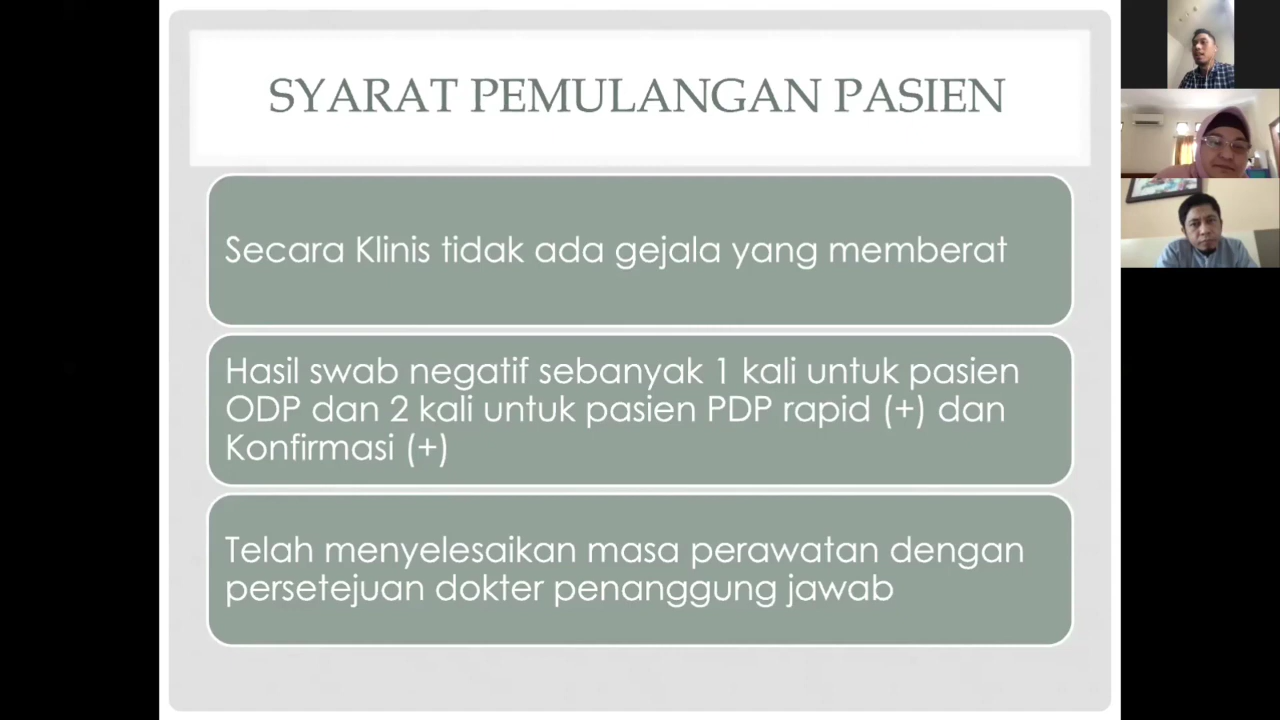 SYARAT PEMULANGAN PASIEN
Secara Klinis tidak ada gejala yang memberat
Hasil swab negatif sebanyak 1 kali untuk pasien
ODP dan 2 kali untuk pasien PDP rapid (+) dan
Konfirmasi (+)
Telah menyelesaikan masa perawatan dengan
persetejuan dokter penanggung jawab